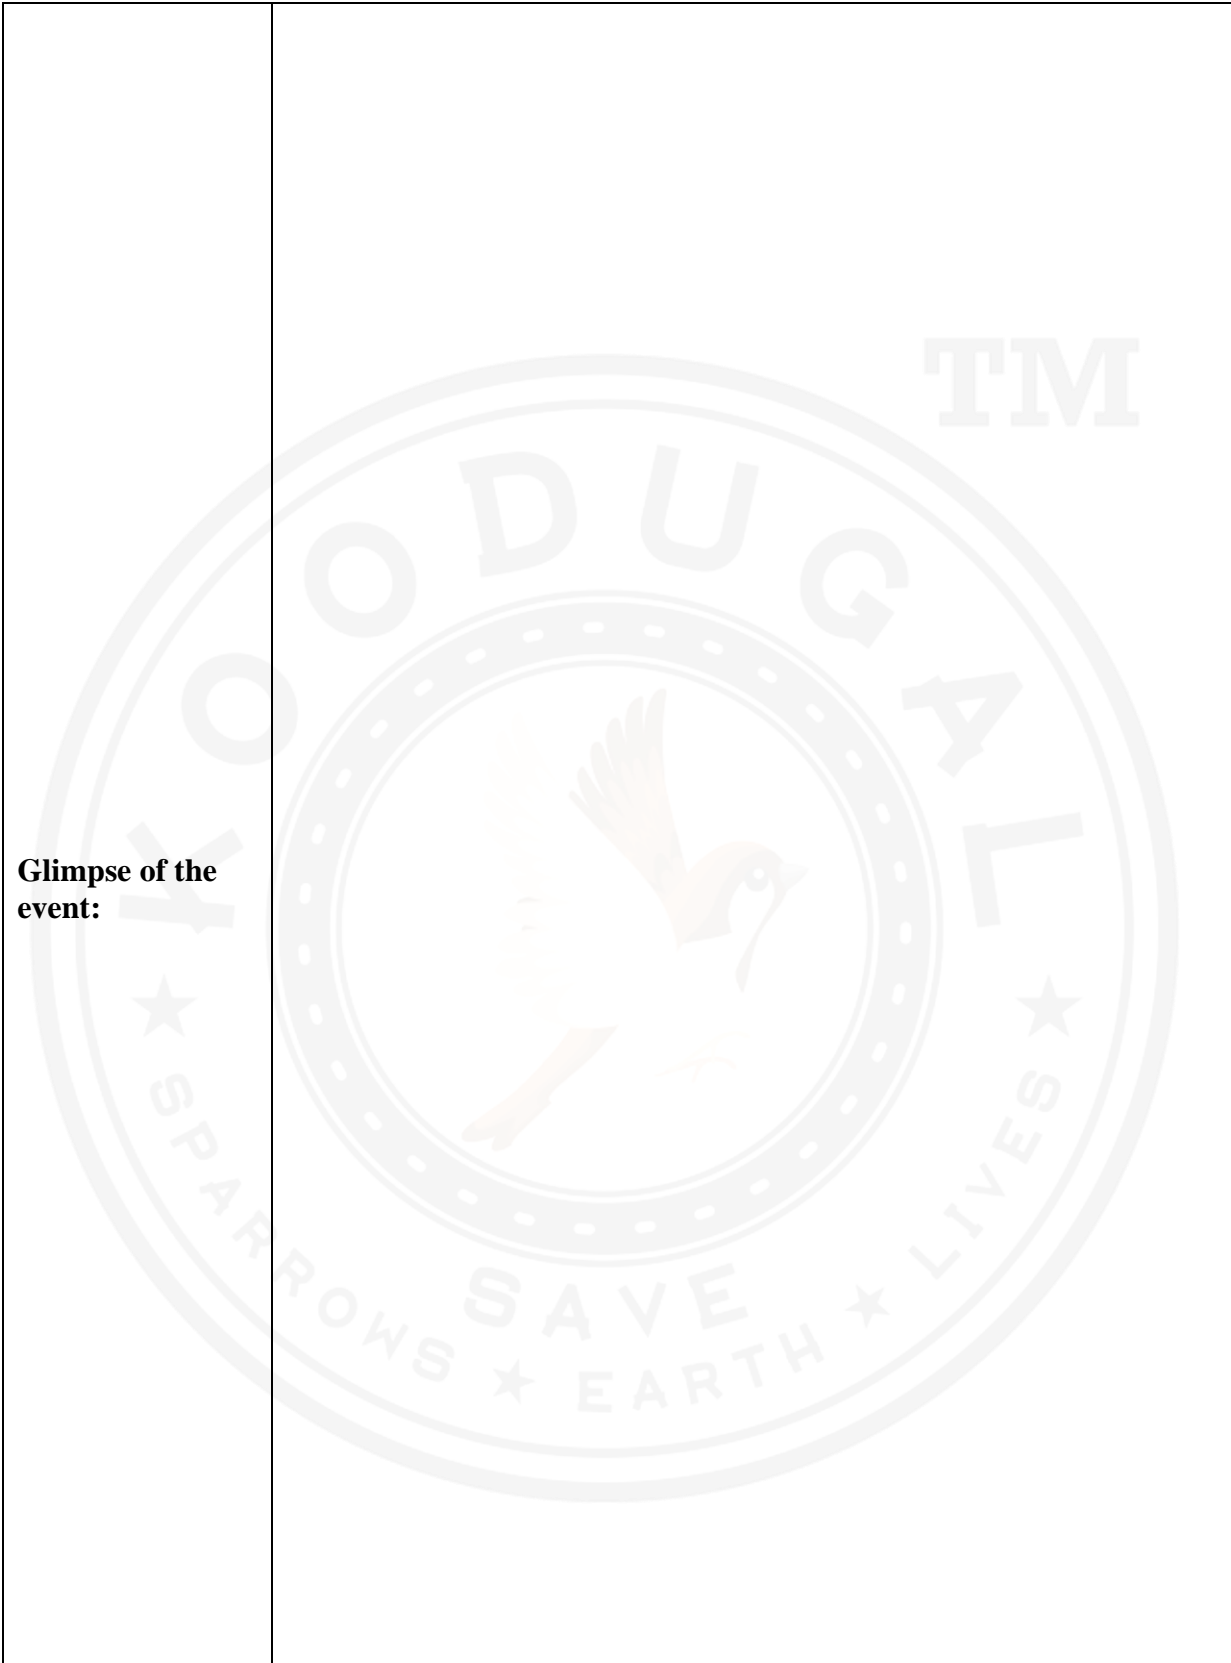 TM
KOODUGAL
Glimpse of the
event:
SAVE
★ SPARROWS ★ EARTH ★ LIVES ★